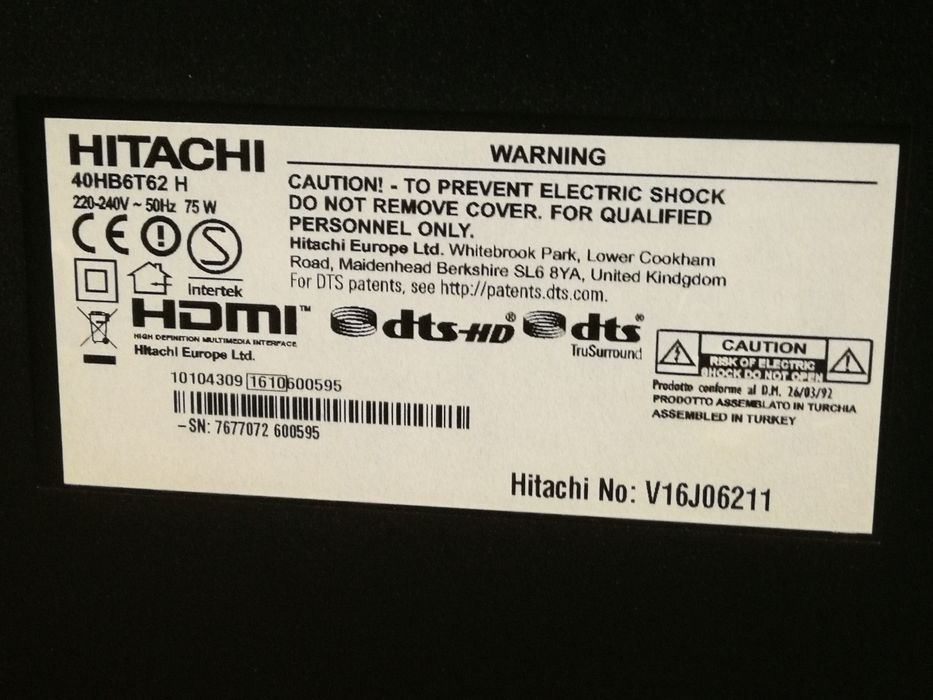 HITACHI
40HB6T62 H
220-240V ~ 50Hz 75 W
CE
S
Intertek
HDMI™
HIGH DEFINITION MULTIMEDIA INTERFACE
Hitachi Europe Ltd.
WARNING
CAUTION! - TO PREVENT ELECTRIC SHOCK
DO NOT REMOVE COVER. FOR QUALIFIED
PERSONNEL ONLY.
Hitachi Europe Ltd. Whitebrook Park, Lower Cookham
Road, Maidenhead Berkshire SL6 8YA, United Kindgdom
For DTS patents, see http://patents.dts.com.
dts-HD®
dts®
TruSurround
CAUTION
RISK OF ELECTRIC
SHOCK DO NOT OPEN
Prodotto conforme al D.M. 26/03/92
PRODOTTO ASSEMBLATO IN TURCHIA
ASSEMBLED IN TURKEY
10104309 1610 600595
-SN: 7677072 600595
Hitachi No: V16J06211